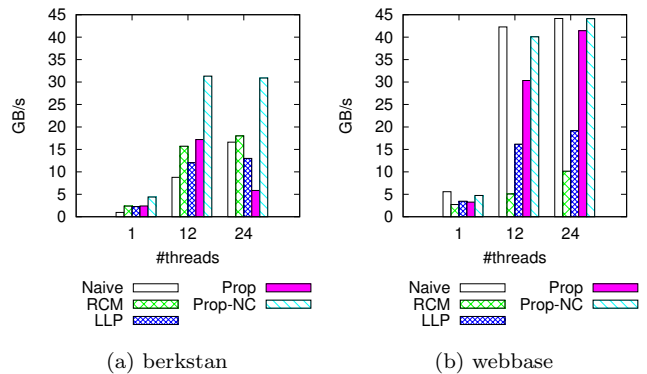 45
40
35
30
25
20
15
10
5
0
GB/s
1 12 24
#threads
Naive Prop
RCM Prop-NC
LLP
(a) berkstan
45
40
35
30
25
20
15
10
5
0
GB/s
1 12 24
#threads
Naive Prop
RCM Prop-NC
LLP
(b) webbase